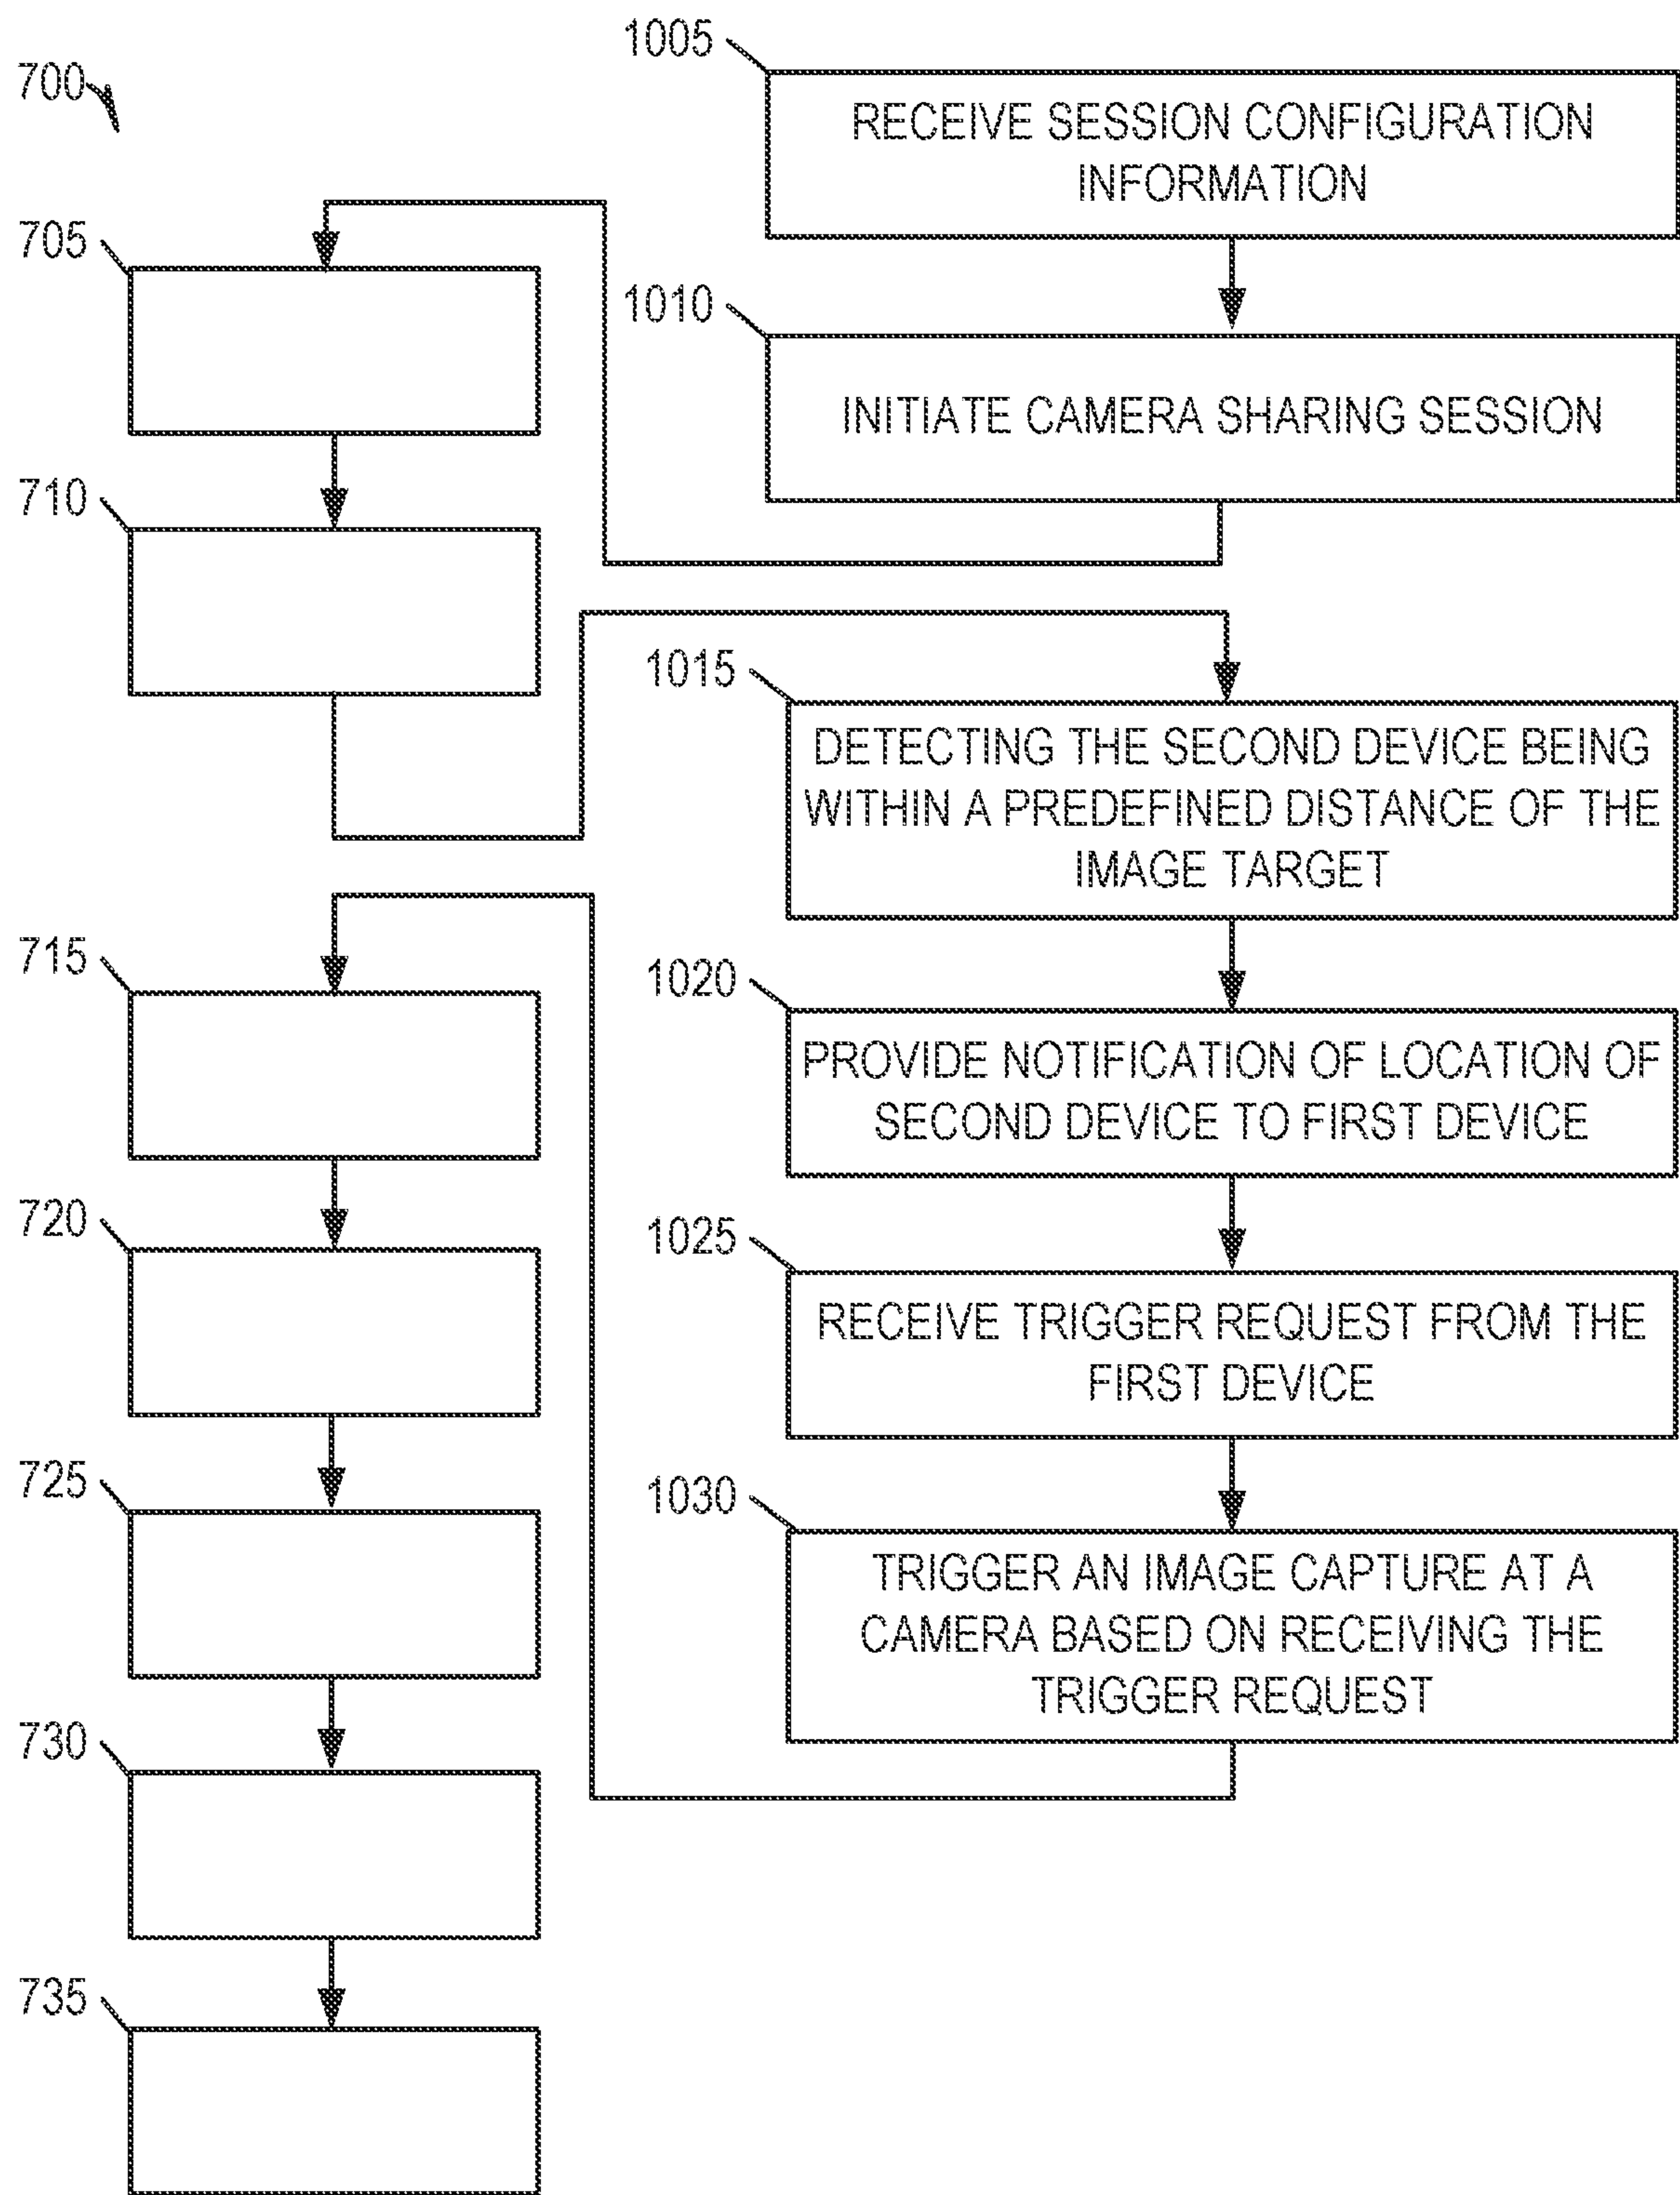 700
1005
RECEIVE SESSION CONFIGURATION
INFORMATION
705
1010
INITIATE CAMERA SHARING SESSION
710
1015
DETECTING THE SECOND DEVICE BEING
WITHIN A PREDEFINED DISTANCE OF THE
IMAGE TARGET
715
1020
PROVIDE NOTIFICATION OF LOCATION OF
SECOND DEVICE TO FIRST DEVICE
720
1025
RECEIVE TRIGGER REQUEST FROM THE
FIRST DEVICE
725
1030
TRIGGER AN IMAGE CAPTURE AT A
CAMERA BASED ON RECEIVING THE
TRIGGER REQUEST
730
735